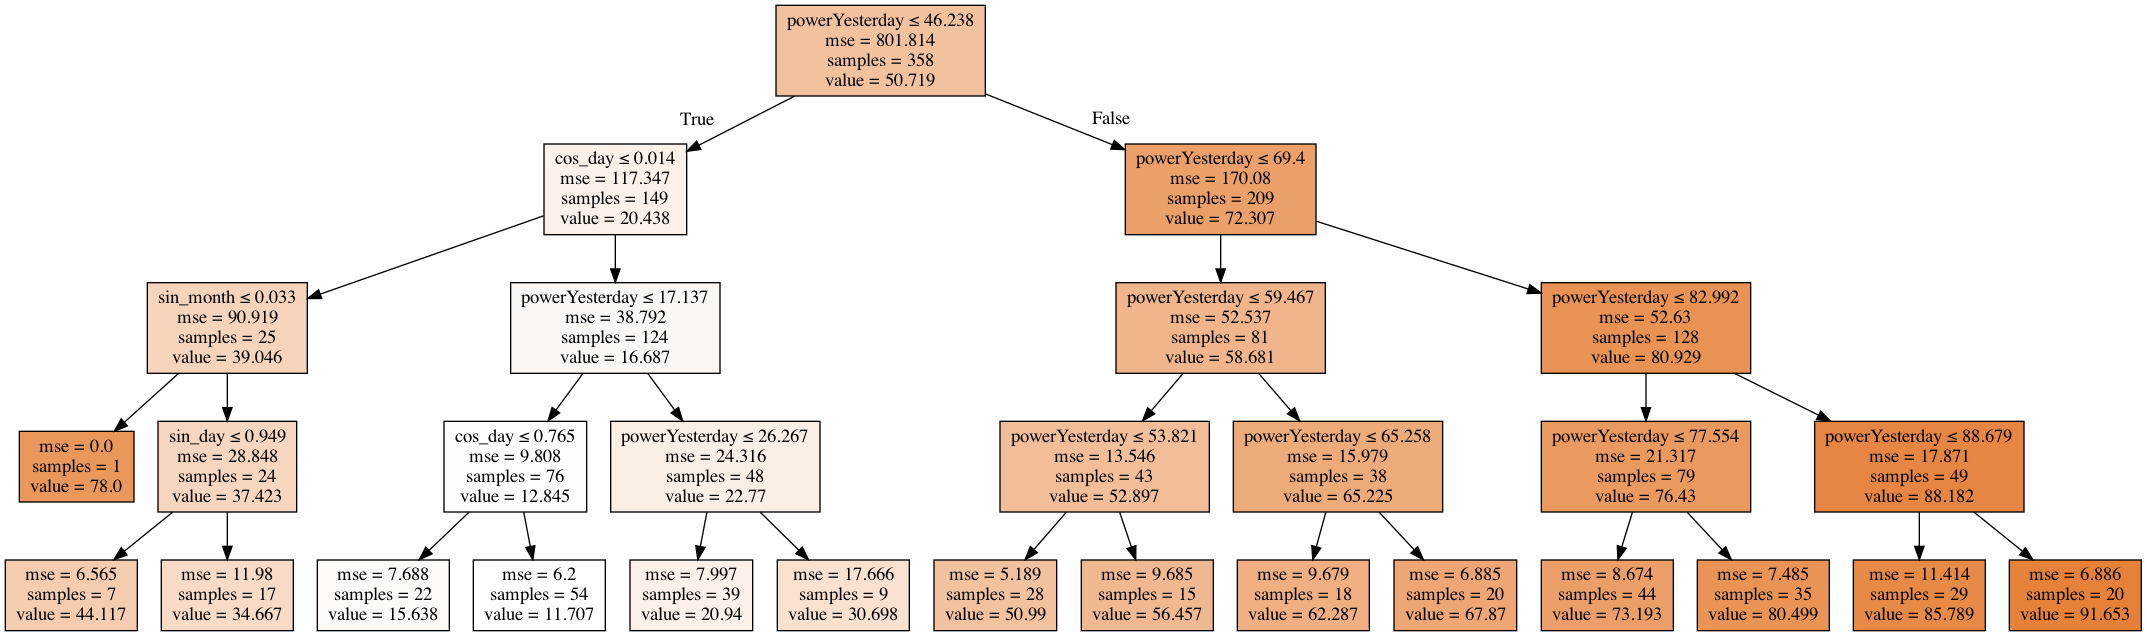 powerYesterday ≤ 46.238
mse = 801.814
samples = 358
value = 50.719
True
False
cos_day ≤ 0.014
mse = 117.347
samples = 149
value = 20.438
powerYesterday ≤ 69.4
mse = 170.08
samples = 209
value = 72.307
sin_month ≤ 0.033
mse = 90.919
samples = 25
value = 39.046
powerYesterday ≤ 17.137
mse = 38.792
samples = 124
value = 16.687
powerYesterday ≤ 59.467
mse = 52.537
samples = 81
value = 58.681
powerYesterday ≤ 82.992
mse = 52.63
samples = 128
value = 80.929
mse = 0.0
samples = 1
value = 78.0
sin_day ≤ 0.949
mse = 28.848
samples = 24
value = 37.423
cos_day ≤ 0.765
mse = 9.808
samples = 76
value = 12.845
powerYesterday ≤ 26.267
mse = 24.316
samples = 48
value = 22.77
powerYesterday ≤ 53.821
mse = 13.546
samples = 43
value = 52.897
powerYesterday ≤ 65.258
mse = 15.979
samples = 38
value = 65.225
powerYesterday ≤ 77.554
mse = 21.317
samples = 79
value = 76.43
powerYesterday ≤ 88.679
mse = 17.871
samples = 49
value = 88.182
mse = 6.565
samples = 7
value = 44.117
mse = 11.98
samples = 17
value = 34.667
mse = 7.688
samples = 22
value = 15.638
mse = 6.2
samples = 54
value = 11.707
mse = 7.997
samples = 39
value = 20.94
mse = 17.666
samples = 9
value = 30.698
mse = 5.189
samples = 28
value = 50.99
mse = 9.685
samples = 15
value = 56.457
mse = 9.679
samples = 18
value = 62.287
mse = 6.885
samples = 20
value = 67.87
mse = 8.674
samples = 44
value = 73.193
mse = 7.485
samples = 35
value = 80.499
mse = 11.414
samples = 29
value = 85.789
mse = 6.886
samples = 20
value = 91.653